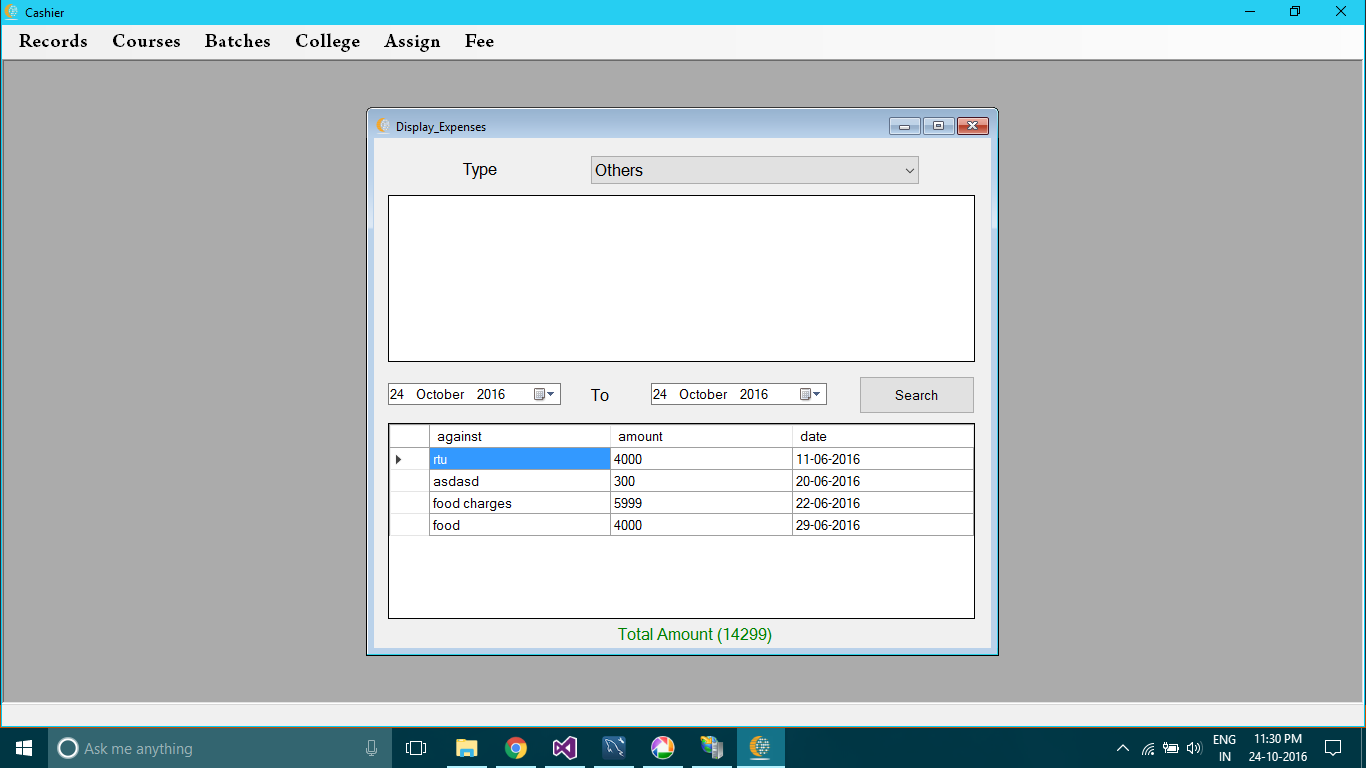 Cashier
Records Courses Batches College Assign Fee
Display_Expenses
Type Others
24 October 2016 To 24 October 2016 Search
against amount date
rtu 4000 11-06-2016
asdasd 300 20-06-2016
food charges 5999 22-06-2016
food 4000 29-06-2016
Total Amount (14299)
Ask me anything
ENG 11:30 PM
IN 24-10-2016